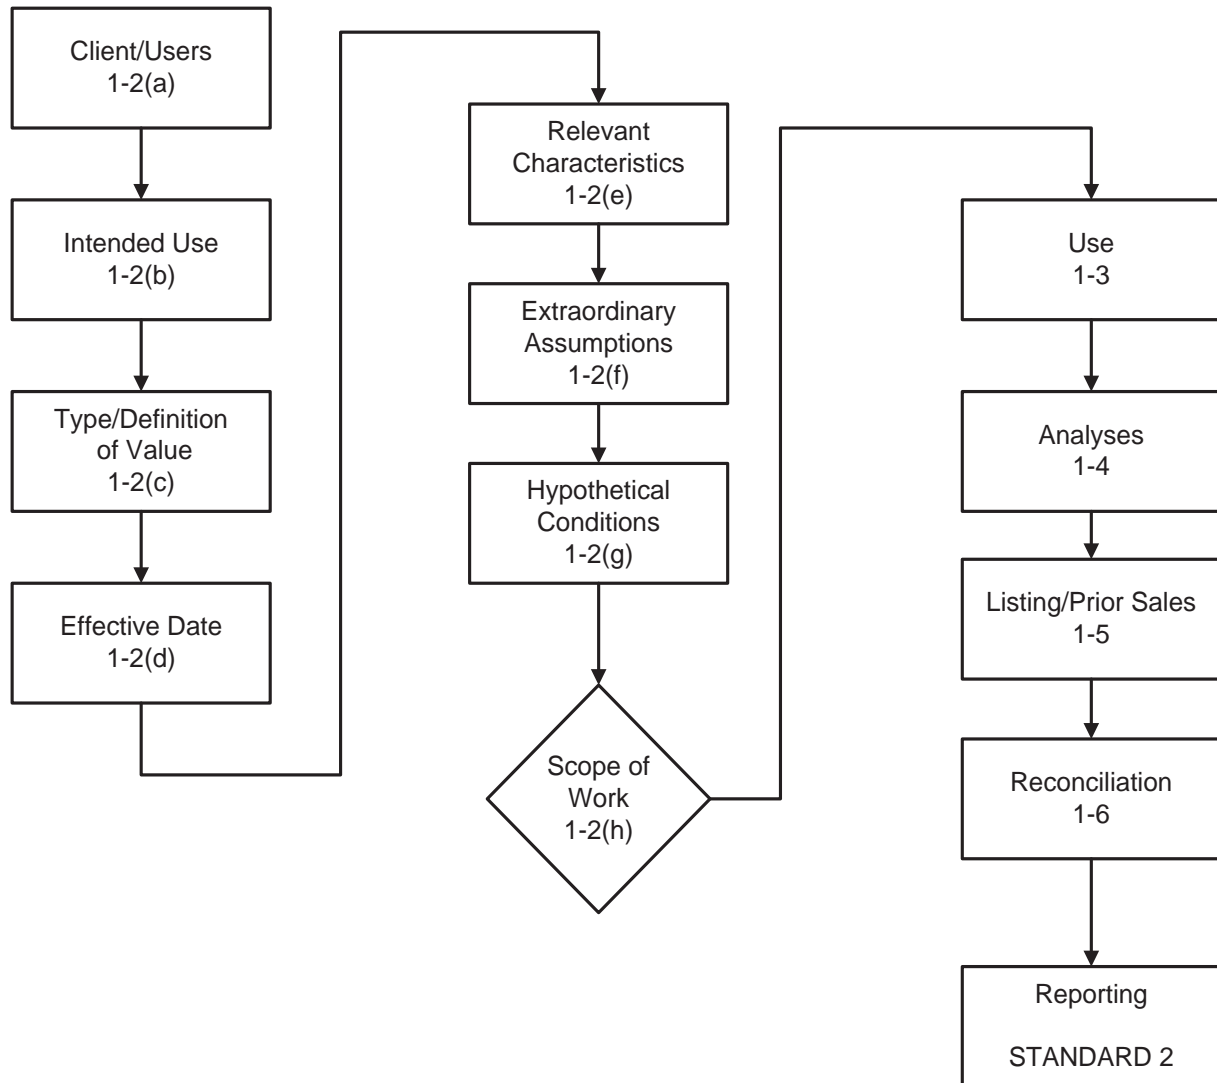 Client/Users
1-2(a)
Intended Use
1-2(b)
Type/Definition
of Value
1-2(c)
Effective Date
1-2(d)
Relevant
Characteristics
1-2(e)
Extraordinary
Assumptions
1-2(f)
Hypothetical
Conditions
1-2(g)
Scope of
Work
1-2(h)
Use
1-3
Analyses
1-4
Listing/Prior Sales
1-5
Reconciliation
1-6
Reporting
STANDARD 2